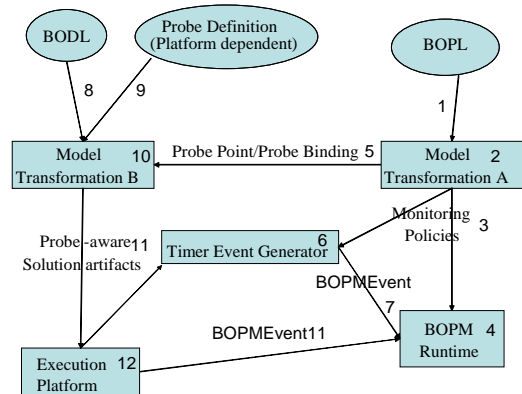 BODL
Probe Definition
(Platform dependent)
BOPL
8
9
1
Model 10
Transformation B
Probe Point/Probe Binding 5
Model 2
Transformation A
Monitoring
Policies
3
Probe-aware 11
Solution artifacts
6
Timer Event Generator
BOPMEvent
7
BOPMEvent11
BOPM 4
Runtime
Execution 12
Platform